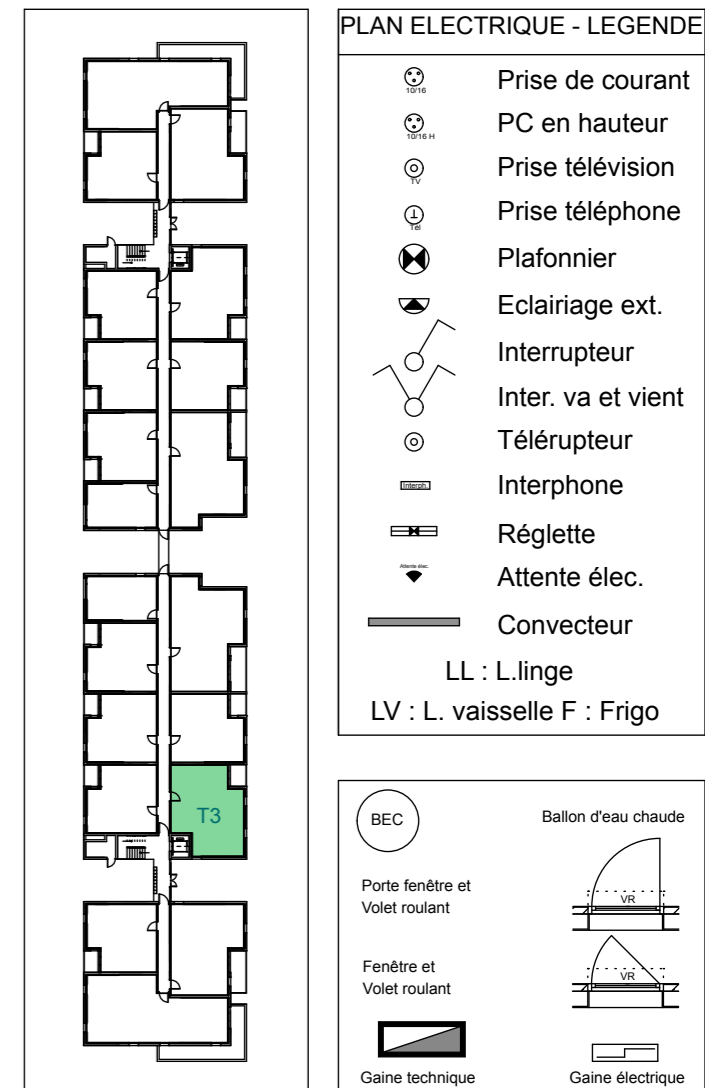 T3
PLAN ELECTRIQUE - LEGENDE
10/16
Prise de courant
10/16 H
PC en hauteur
TV
Prise télévision
Tél
Prise téléphone
Plafonnier
Eclairiage ext.
Interrupteur
Inter. va et vient
Télérupteur
Interph.
Interphone
Réglette
Attente élec.
Attente élec.
Convecteur
LL : L.linge
LV : L. vaisselle F : Frigo
BEC
Ballon d'eau chaude
Porte fenêtre et
Volet roulant
VR
Fenêtre et
Volet roulant
VR
Gaine technique
Gaine électrique